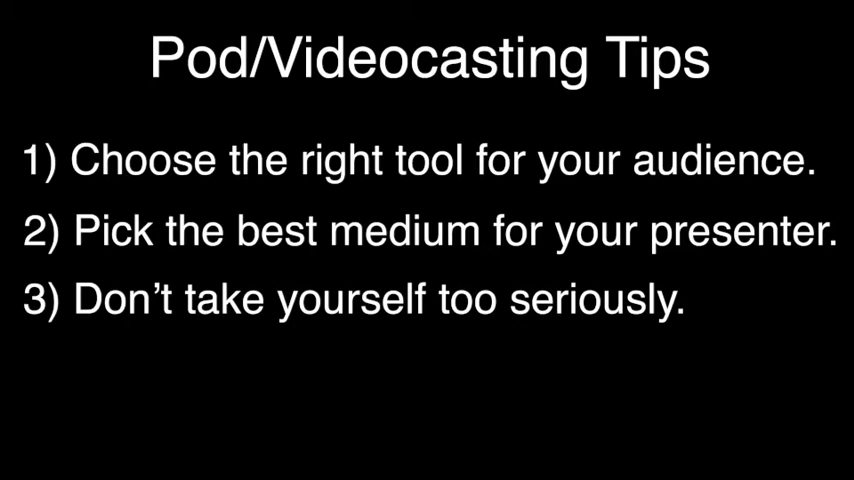 Pod/Videocasting Tips
1) Choose the right tool for your audience.
2) Pick the best medium for your presenter.
3) Don’t take yourself too seriously.